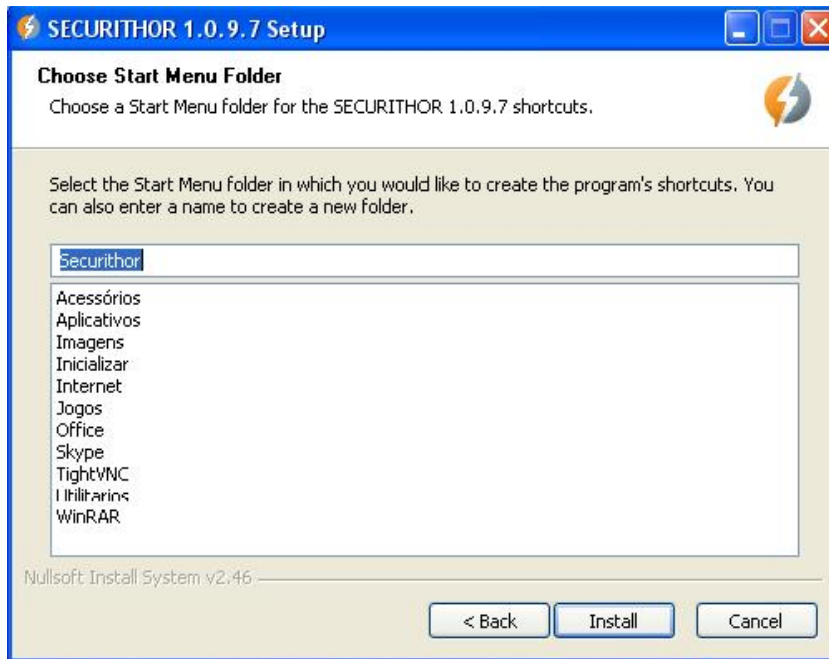 SECURITHOR 1.0.9.7 Setup
Choose Start Menu Folder
Choose a Start Menu folder for the SECURITHOR 1.0.9.7 shortcuts.
Select the Start Menu folder in which you would like to create the program's shortcuts. You
can also enter a name to create a new folder.
Securithor
Acessórios
Aplicativos
Imagens
Inicializar
Internet
Jogos
Office
Skype
TightVNC
Utilitarios
WinRAR
Nullsoft Install System v2.46
< Back
Install
Cancel